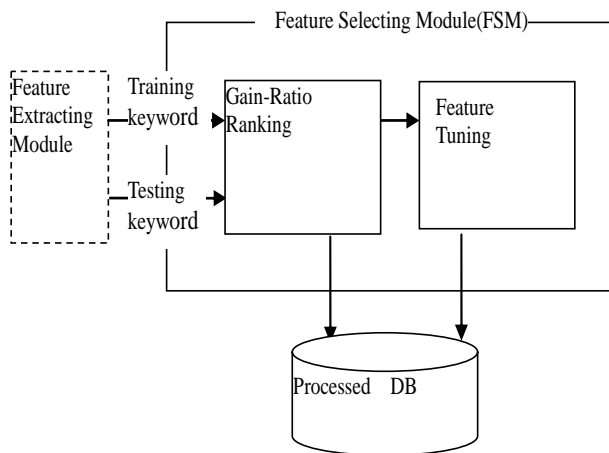 Feature Selecting Module(FSM)
Feature
Extracting
Module
Training
keyword
Testing
keyword
Gain-Ratio
Ranking
Feature
Tuning
Processed DB